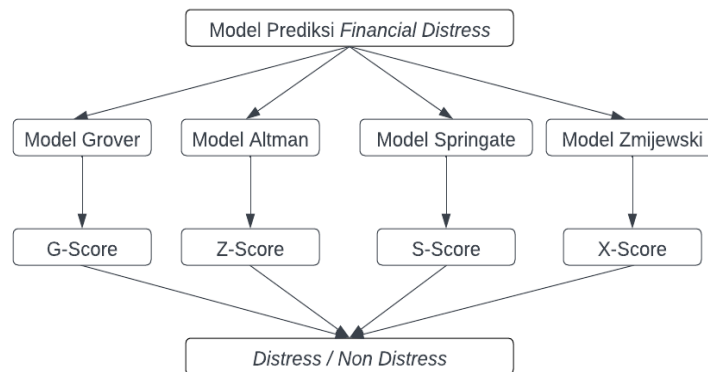 Model Prediksi Financial Distress
Model Grover
Model Altman
Model Springate
Model Zmijewski
G-Score
Z-Score
S-Score
X-Score
Distress / Non Distress